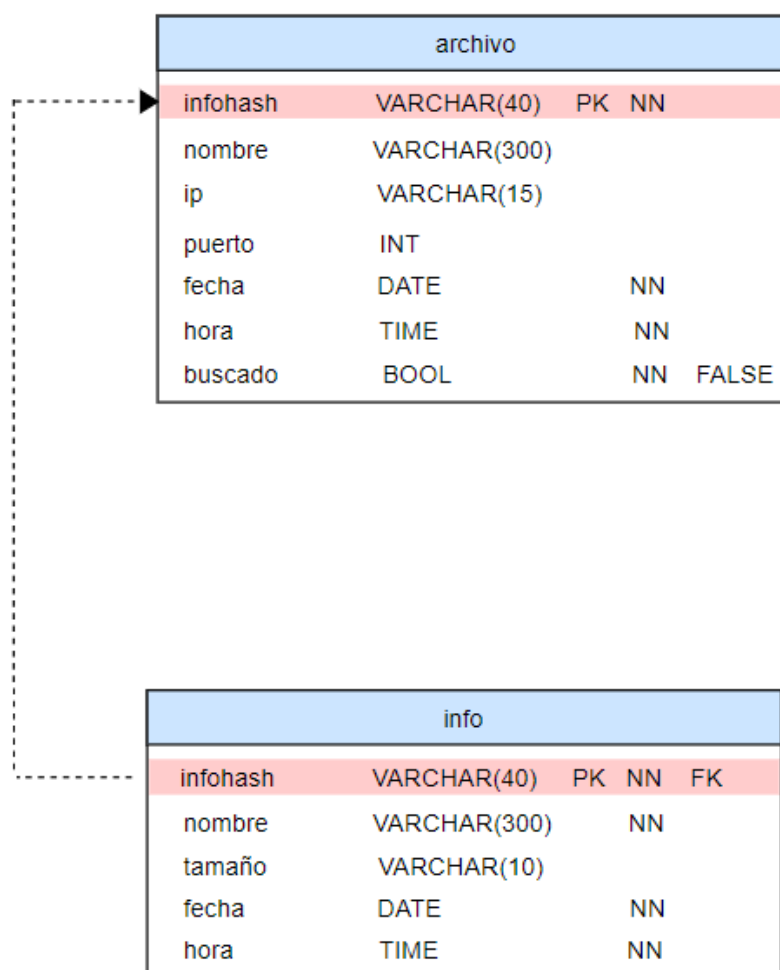 archivo
infohash VARCHAR(40) PK NN
nombre VARCHAR(300)
ip VARCHAR(15)
puerto INT
fecha DATE NN
hora TIME NN
buscado BOOL NN FALSE
info
infohash VARCHAR(40) PK NN FK
nombre VARCHAR(300) NN
tamaño VARCHAR(10)
fecha DATE NN
hora TIME NN